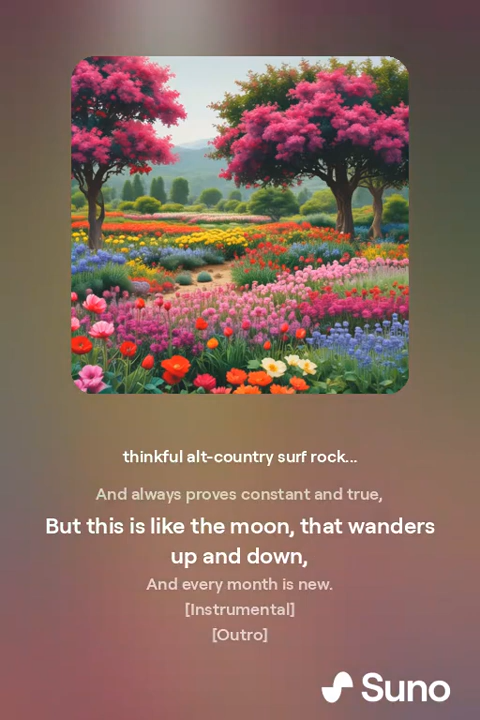 thinkful alt-country surf rock...
And always proves constant and true,
But this is like the moon, that wanders
up and down,
And every month is new.
[Instrumental]
[Outro]
Suno